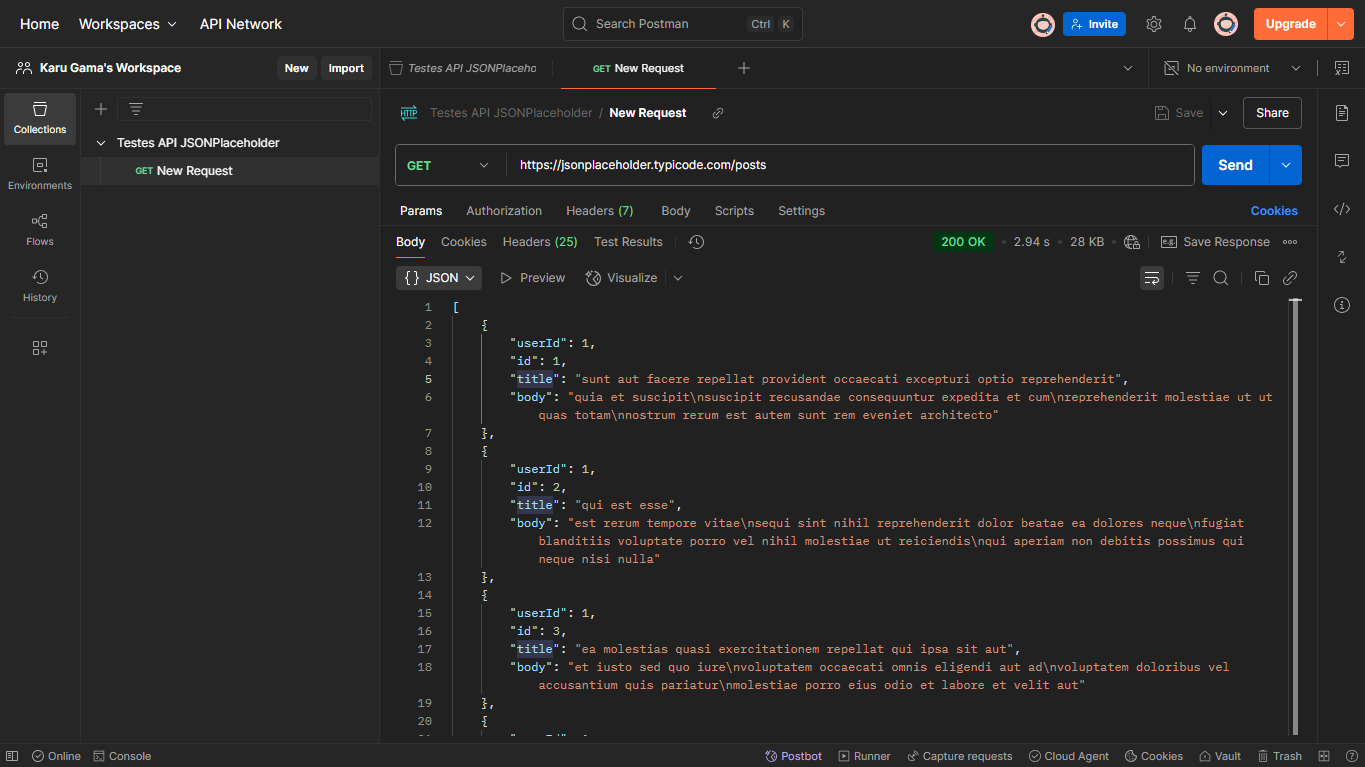 Home Workspaces API Network Search Postman Ctrl K Invite Upgrade
Karu Gama's Workspace New Import Testes API JSONPlaceho GET New Request No environment
Collections
Environments
Flows
History
Testes API JSONPlaceholder
GET New Request
HTTP Testes API JSONPlaceholder / New Request Save Share
GET https://jsonplaceholder.typicode.com/posts Send
Params Authorization Headers (7) Body Scripts Settings Cookies
Body Cookies Headers (25) Test Results 200 OK 2.94 s 28 KB e.g. Save Response
{} JSON Preview Visualize
1 [
2 {
3 "userId": 1,
4 "id": 1,
5 "title": "sunt aut facere repellat provident occaecati excepturi optio reprehenderit",
6 "body": "quia et suscipit\nsuscipit recusandae consequuntur expedita et cum\nreprehenderit molestiae ut ut
quas totam\nnostrum rerum est autem sunt rem eveniet architecto"
7 },
8 {
9 "userId": 1,
10 "id": 2,
11 "title": "qui est esse",
12 "body": "est rerum tempore vitae\nsequi sint nihil reprehenderit dolor beatae ea dolores neque\nfugiat
blanditiis voluptate porro vel nihil molestiae ut reiciendis\nqui aperiam non debitis possimus qui
neque nisi nulla"
13 },
14 {
15 "userId": 1,
16 "id": 3,
17 "title": "ea molestias quasi exercitationem repellat qui ipsa sit aut",
18 "body": "et iusto sed quo iure\nvoluptatem occaecati omnis eligendi aut ad\nvoluptatem doloribus vel
accusantium quis pariatur\nmolestiae porro eius odio et labore et velit aut"
19 },
20 {
Online Console Postbot Runner Capture requests Cloud Agent Cookies Vault Trash